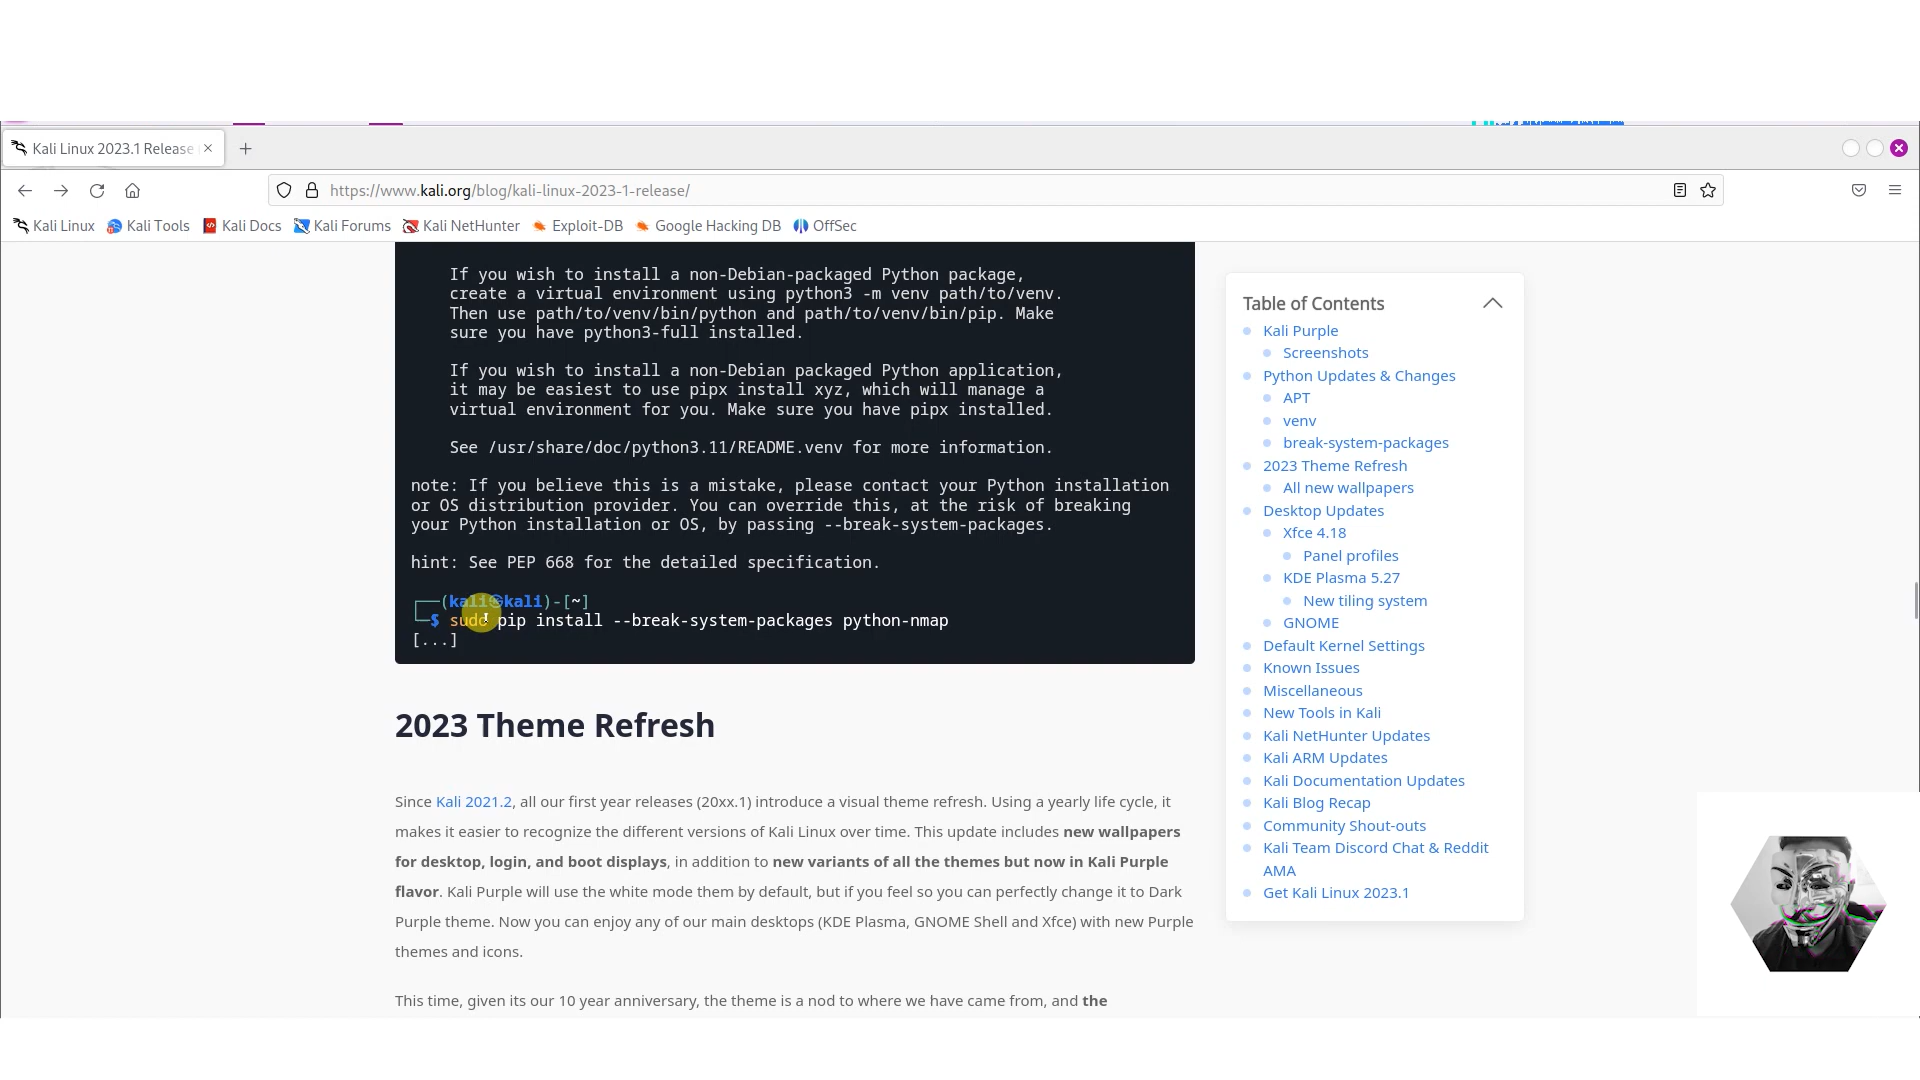 Kali Linux 2023.1 Release
https://www.kali.org/blog/kali-linux-2023-1-release/
Kali Linux Kali Tools Kali Docs Kali Forums Kali NetHunter Exploit-DB Google Hacking DB OffSec
If you wish to install a non-Debian-packaged Python package,
create a virtual environment using python3 -m venv path/to/venv.
Then use path/to/venv/bin/python and path/to/venv/bin/pip. Make
sure you have python3-full installed.
If you wish to install a non-Debian packaged Python application,
it may be easiest to use pipx install xyz, which will manage a
virtual environment for you. Make sure you have pipx installed.
See /usr/share/doc/python3.11/README.venv for more information.
note: If you believe this is a mistake, please contact your Python installation
or OS distribution provider. You can override this, at the risk of breaking
your Python installation or OS, by passing --break-system-packages.
hint: See PEP 668 for the detailed specification.
┌──(kali㉿kali)-[~]
└─$ sudo pip install --break-system-packages python-nmap
[...]
2023 Theme Refresh
Since Kali 2021.2, all our first year releases (20xx.1) introduce a visual theme refresh. Using a yearly life cycle, it
makes it easier to recognize the different versions of Kali Linux over time. This update includes new wallpapers
for desktop, login, and boot displays, in addition to new variants of all the themes but now in Kali Purple
flavor. Kali Purple will use the white mode them by default, but if you feel so you can perfectly change it to Dark
Purple theme. Now you can enjoy any of our main desktops (KDE Plasma, GNOME Shell and Xfce) with new Purple
themes and icons.
This time, given its our 10 year anniversary, the theme is a nod to where we have came from, and the
Table of Contents
Kali Purple
Screenshots
Python Updates & Changes
APT
venv
break-system-packages
2023 Theme Refresh
All new wallpapers
Desktop Updates
Xfce 4.18
Panel profiles
KDE Plasma 5.27
New tiling system
GNOME
Default Kernel Settings
Known Issues
Miscellaneous
New Tools in Kali
Kali NetHunter Updates
Kali ARM Updates
Kali Documentation Updates
Kali Blog Recap
Community Shout-outs
Kali Team Discord Chat & Reddit
AMA
Get Kali Linux 2023.1